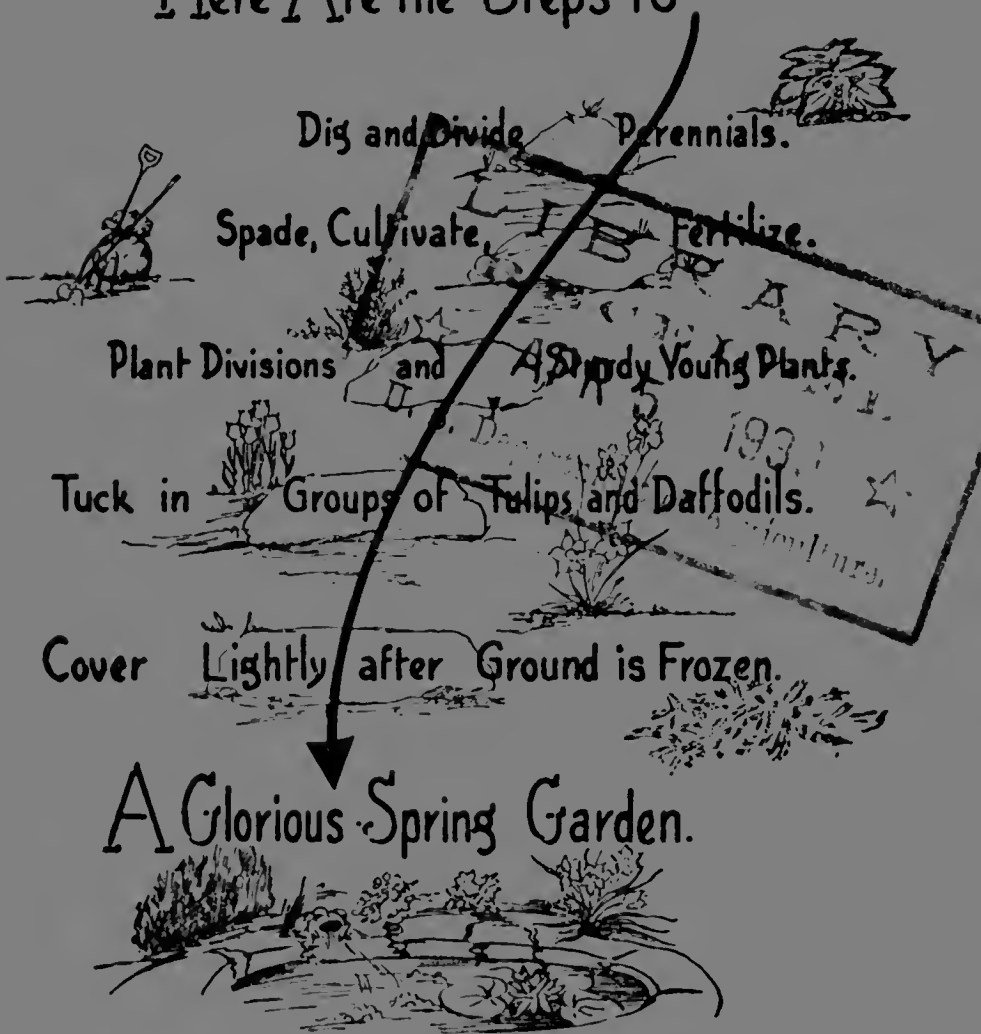 Here Are the Steps to
Dig and Divide Perennials.
Spade, Cultivate, Fertilize.
Plant Divisions and Sturdy Young Plants.
Tuck in Groups of Tulips and Daffodils.
Cover Lightly after Ground is Frozen.
A Glorious Spring Garden.
LIBRARY